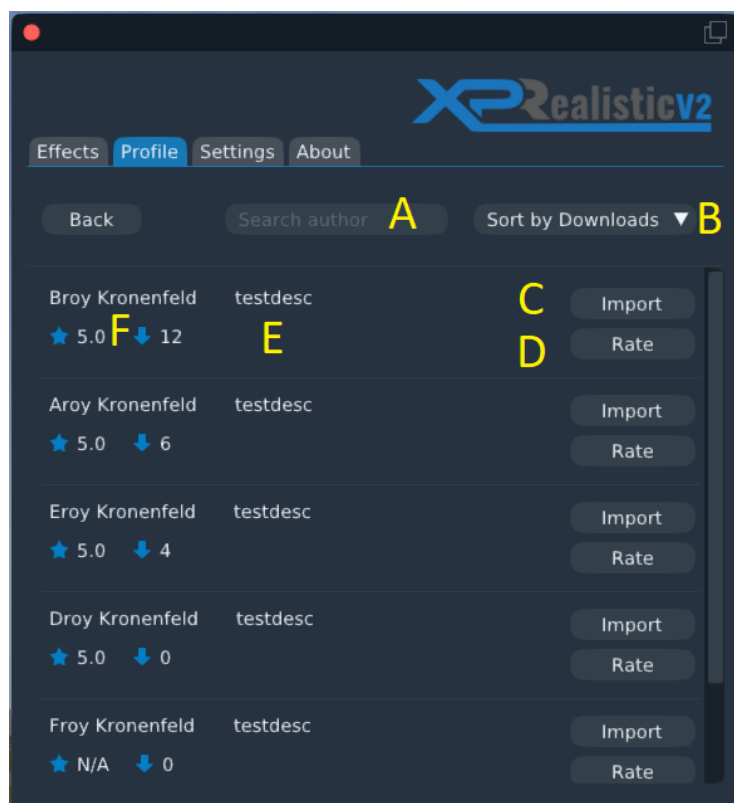 XPRealisticV2
Effects Profile Settings About
Back Search author A Sort by Downloads ▼ B
Broy Kronenfeld testdesc C Import
5.0 F 12 E D Rate
Aroy Kronenfeld testdesc Import
5.0 6 Rate
Eroy Kronenfeld testdesc Import
5.0 4 Rate
Droy Kronenfeld testdesc Import
5.0 0 Rate
Froy Kronenfeld testdesc Import
N/A 0 Rate